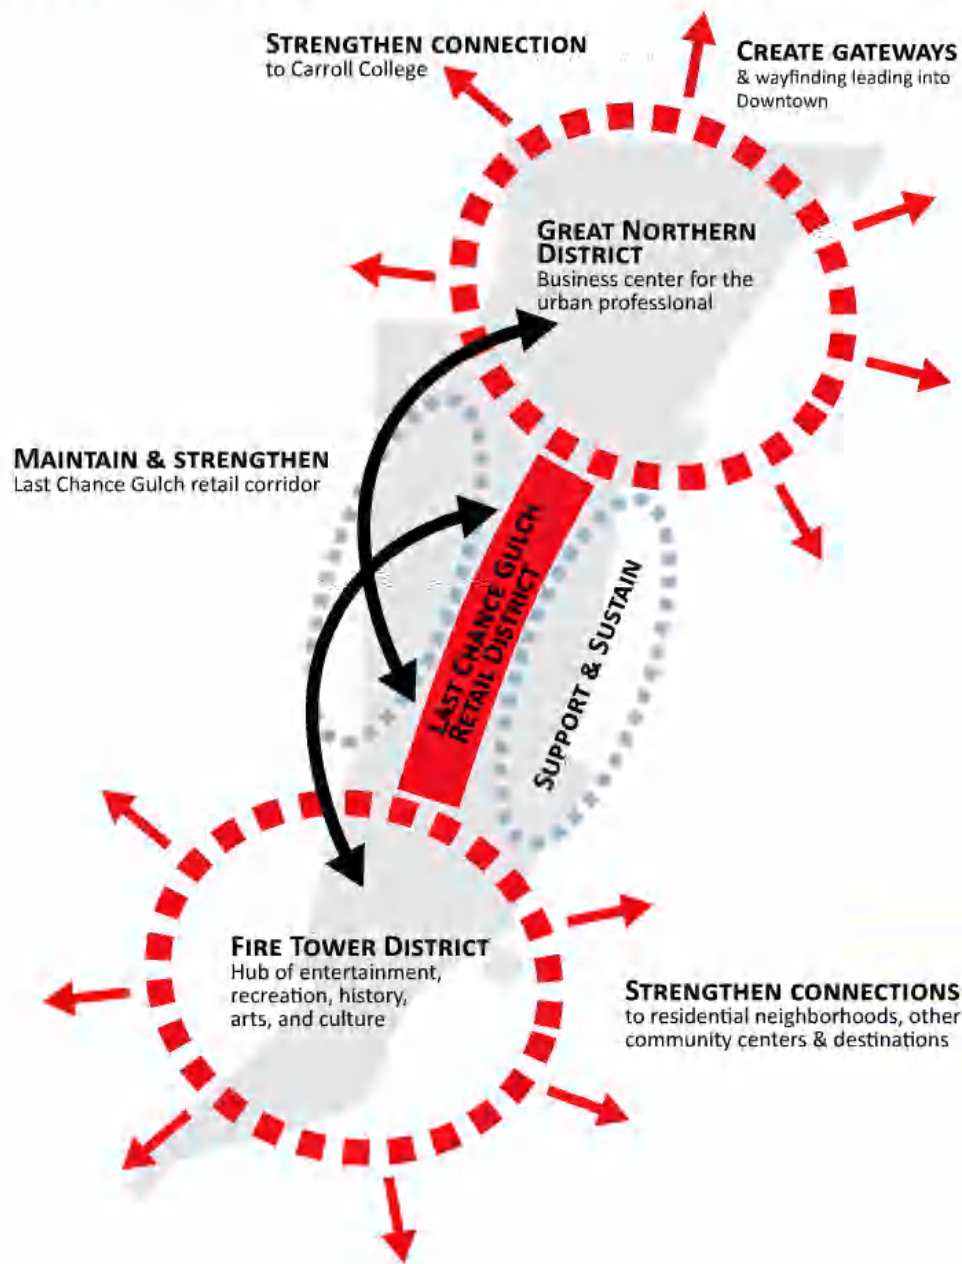 STRENGTHEN CONNECTION
to Carroll College
CREATE GATEWAYS
& wayfinding leading into
Downtown
GREAT NORTHERN
DISTRICT
Business center for the
urban professional
MAINTAIN & STRENGTHEN
Last Chance Gulch retail corridor
LAST CHANCE GULCH
RETAIL DISTRICT
SUPPORT & SUSTAIN
FIRE TOWER DISTRICT
Hub of entertainment,
recreation, history,
arts, and culture
STRENGTHEN CONNECTIONS
to residential neighborhoods, other
community centers & destinations